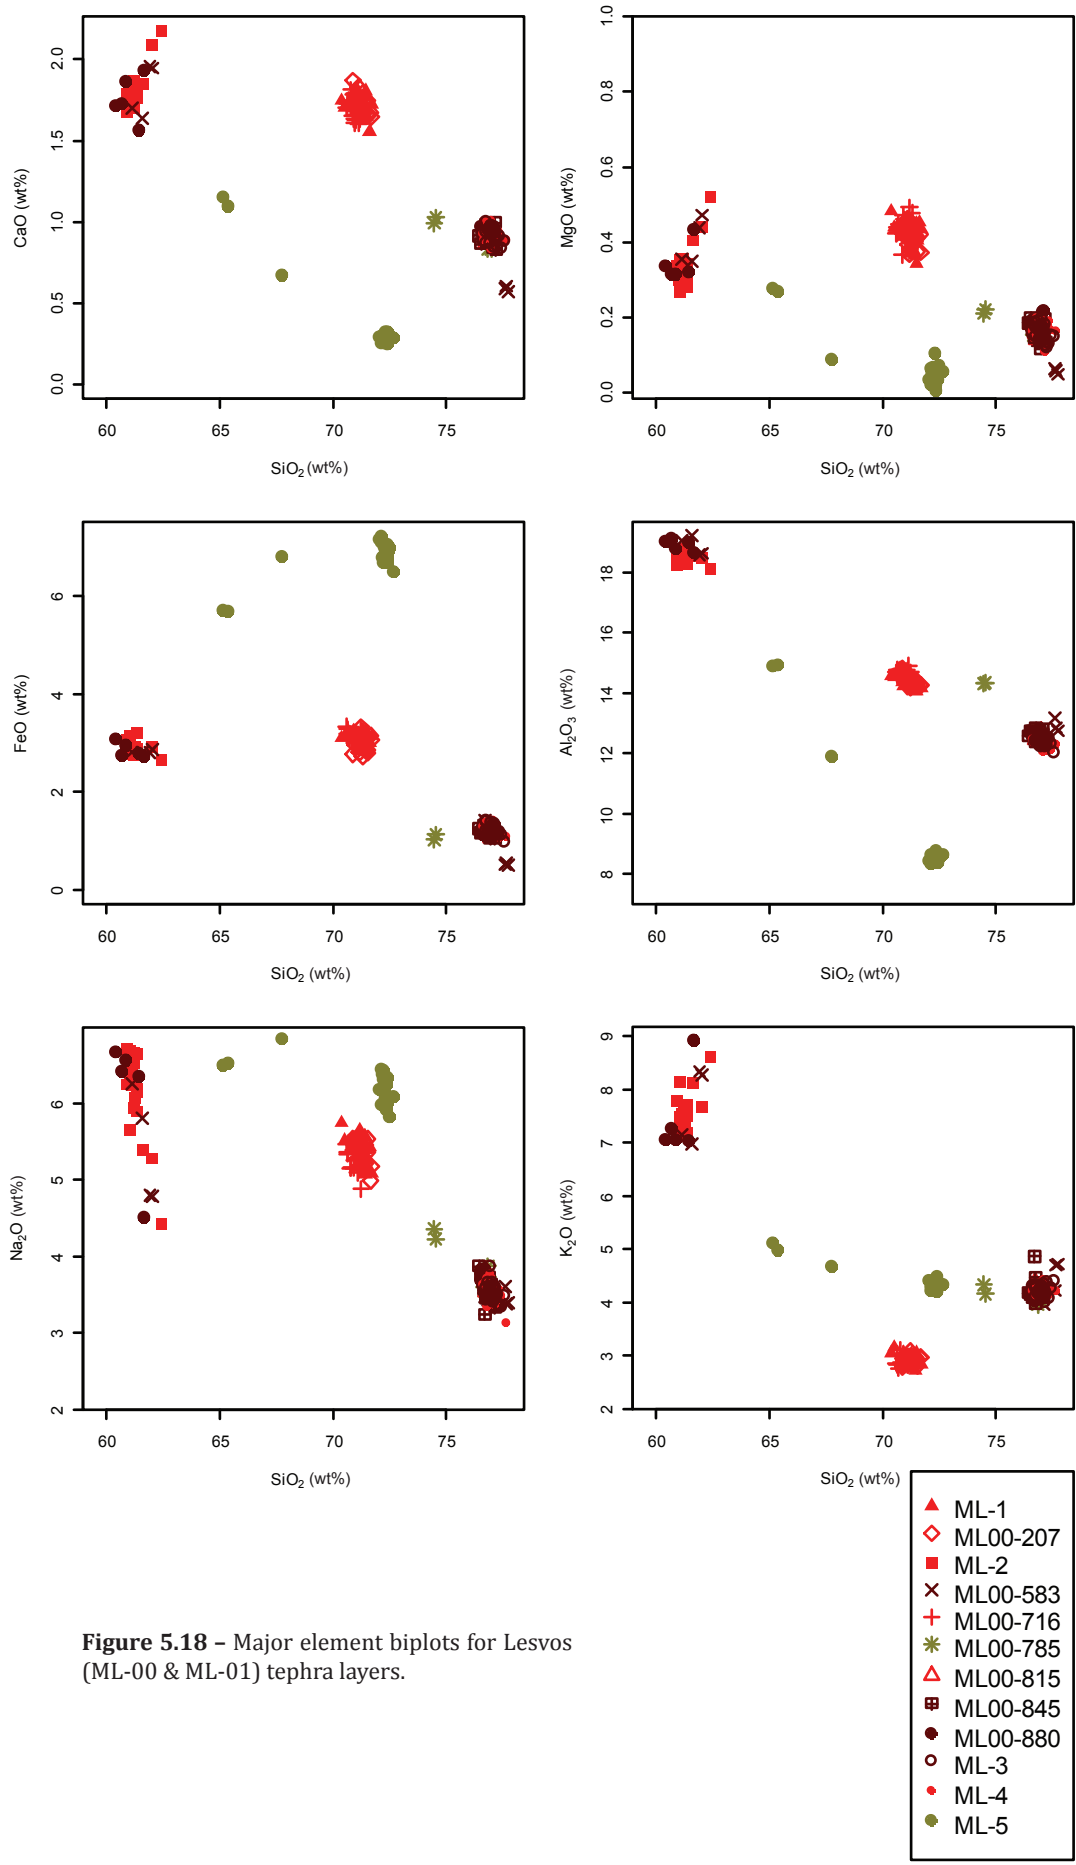 CaO (wt%)
0.0 0.5 1.0 1.5 2.0
60 65 70 75
SiO₂ (wt%)
MgO (wt%)
0.0 0.2 0.4 0.6 0.8 1.0
60 65 70 75
SiO₂ (wt%)
FeO (wt%)
0 2 4 6
60 65 70 75
SiO₂ (wt%)
Al₂O₃ (wt%)
8 10 12 14 16 18
60 65 70 75
SiO₂ (wt%)
Na₂O (wt%)
2 3 4 5 6
60 65 70 75
SiO₂ (wt%)
K₂O (wt%)
2 3 4 5 6 7 8 9
60 65 70 75
SiO₂ (wt%)
ML-1
ML00-207
ML-2
ML00-583
ML00-716
ML00-785
ML00-815
ML00-845
ML00-880
ML-3
ML-4
ML-5
Figure 5.18 – Major element biplots for Lesvos
(ML-00 & ML-01) tephra layers.